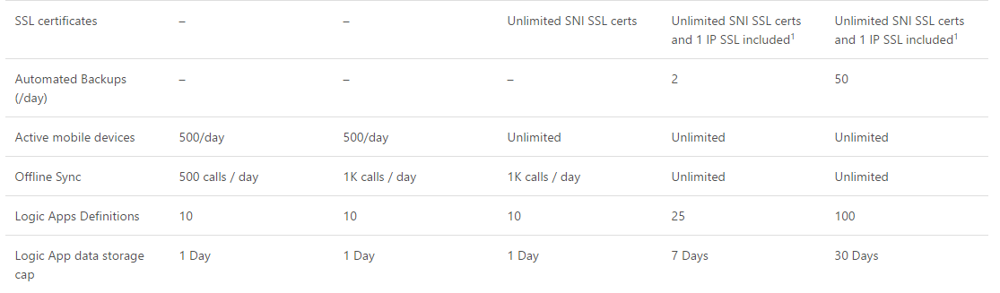 SSL certificates – – Unlimited SNI SSL certs Unlimited SNI SSL certs Unlimited SNI SSL certs
and 1 IP SSL included1 and 1 IP SSL included1
Automated Backups – – – 2 50
(/day)
Active mobile devices 500/day 500/day Unlimited Unlimited Unlimited
Offline Sync 500 calls / day 1K calls / day 1K calls / day Unlimited Unlimited
Logic Apps Definitions 10 10 10 25 100
Logic App data storage 1 Day 1 Day 1 Day 7 Days 30 Days
cap